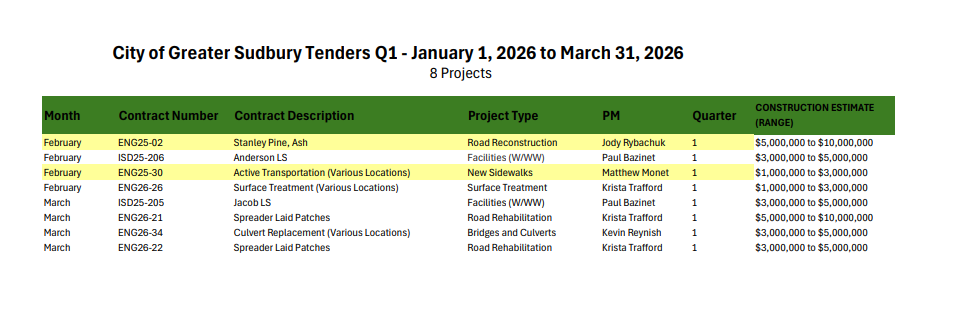 City of Greater Sudbury Tenders Q1 - January 1, 2026 to March 31, 2026
8 Projects
Month Contract Number Contract Description Project Type PM Quarter CONSTRUCTION ESTIMATE (RANGE)
February ENG25-02 Stanley Pine, Ash Road Reconstruction Jody Rybachuk 1 $5,000,000 to $10,000,000
February ISD25-206 Anderson LS Facilities (W/WW) Paul Bazinet 1 $3,000,000 to $5,000,000
February ENG25-30 Active Transportation (Various Locations) New Sidewalks Matthew Monet 1 $1,000,000 to $3,000,000
February ENG26-26 Surface Treatment (Various Locations) Surface Treatment Krista Trafford 1 $1,000,000 to $3,000,000
March ISD25-205 Jacob LS Facilities (W/WW) Paul Bazinet 1 $3,000,000 to $5,000,000
March ENG26-21 Spreader Laid Patches Road Rehabilitation Krista Trafford 1 $5,000,000 to $10,000,000
March ENG26-34 Culvert Replacement (Various Locations) Bridges and Culverts Kevin Reynish 1 $3,000,000 to $5,000,000
March ENG26-22 Spreader Laid Patches Road Rehabilitation Krista Trafford 1 $3,000,000 to $5,000,000